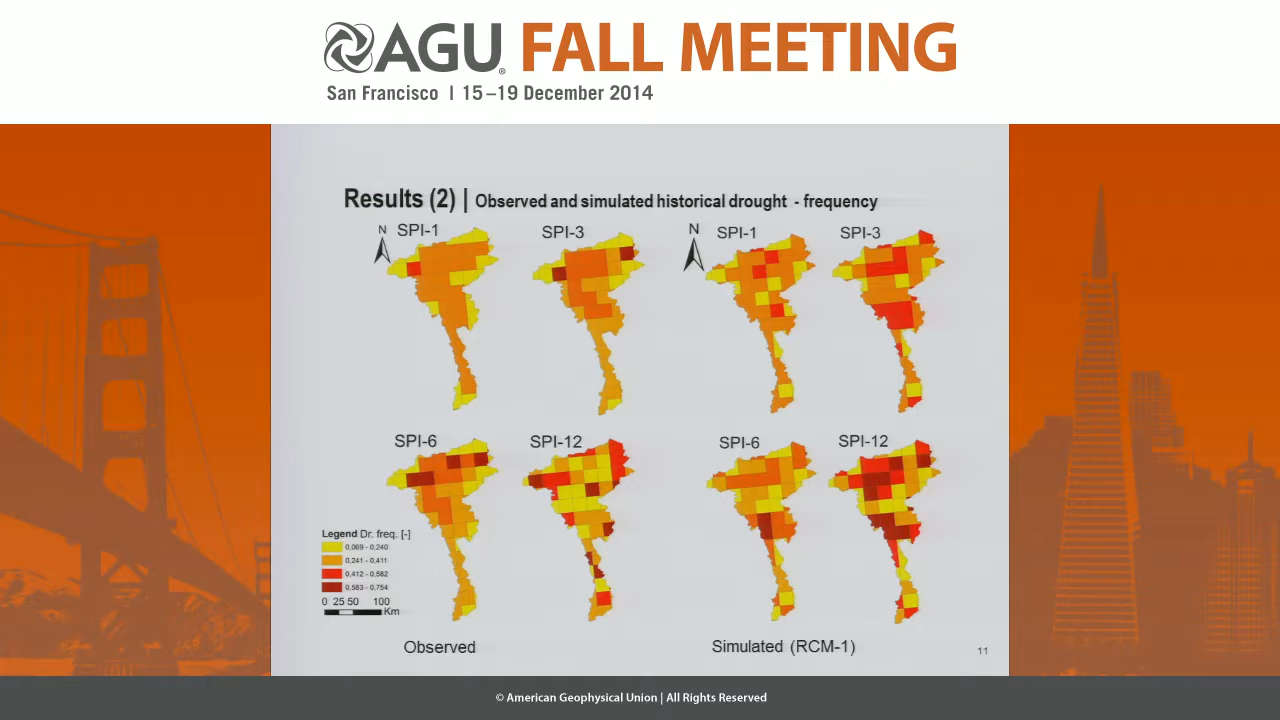 AGU® FALL MEETING
San Francisco | 15–19 December 2014
Results (2) | Observed and simulated historical drought - frequency
N SPI-1 SPI-3 N SPI-1 SPI-3
SPI-6 SPI-12 SPI-6 SPI-12
Legend Dr. freq. [-]
0,069 - 0,240
0,241 - 0,411
0,412 - 0,582
0,583 - 0,754
0 25 50 100
Km
Observed Simulated (RCM-1) 11
© American Geophysical Union | All Rights Reserved